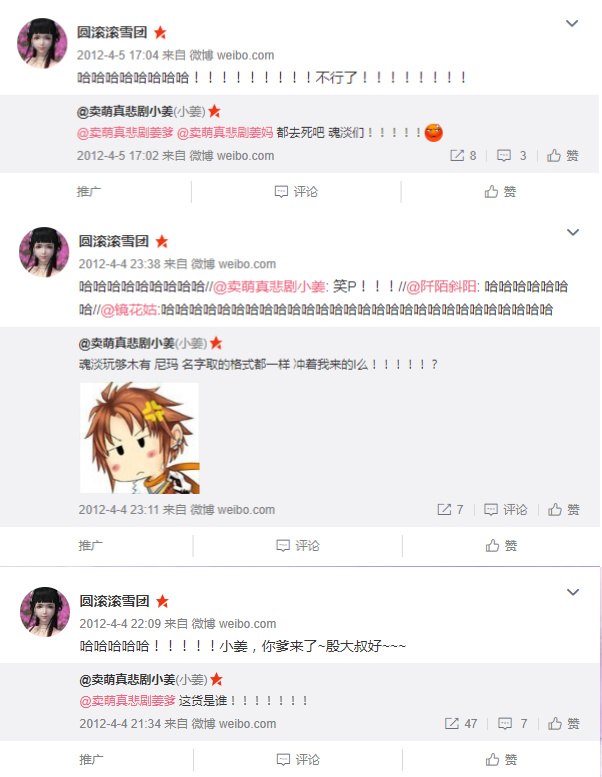 圆滚滚雪团
2012-4-5 17:04 来自 微博 weibo.com
哈哈哈哈哈哈哈哈！！！！！！！！！不行了！！！！！！！！
@卖萌真悲剧小姜(小姜)
@卖萌真悲剧姜爹 @卖萌真悲剧姜妈 都去死吧 魂淡们！！！！！
2012-4-5 17:02 来自 微博 weibo.com 8 3 赞
推广 评论 赞
圆滚滚雪团
2012-4-4 23:38 来自 微博 weibo.com
哈哈哈哈哈哈哈哈哈//@卖萌真悲剧小姜: 笑P！！！//@阡陌斜阳: 哈哈哈哈哈哈
哈//@镜花姑:哈哈哈哈哈哈哈哈哈哈哈哈哈哈哈哈哈哈哈哈哈哈哈哈哈哈哈哈
@卖萌真悲剧小姜(小姜)
魂淡玩够木有 尼玛 名字取的格式都一样 冲着我来的l么！！！！！？
2012-4-4 23:11 来自 微博 weibo.com 7 评论 赞
推广 评论 赞
圆滚滚雪团
2012-4-4 22:09 来自 微博 weibo.com
哈哈哈哈哈！！！！！小姜，你爹来了~殷大叔好~~~
@卖萌真悲剧小姜(小姜)
@卖萌真悲剧姜爹 这货是谁！！！！！！！
2012-4-4 21:34 来自 微博 weibo.com 47 7 赞
推广 评论 赞